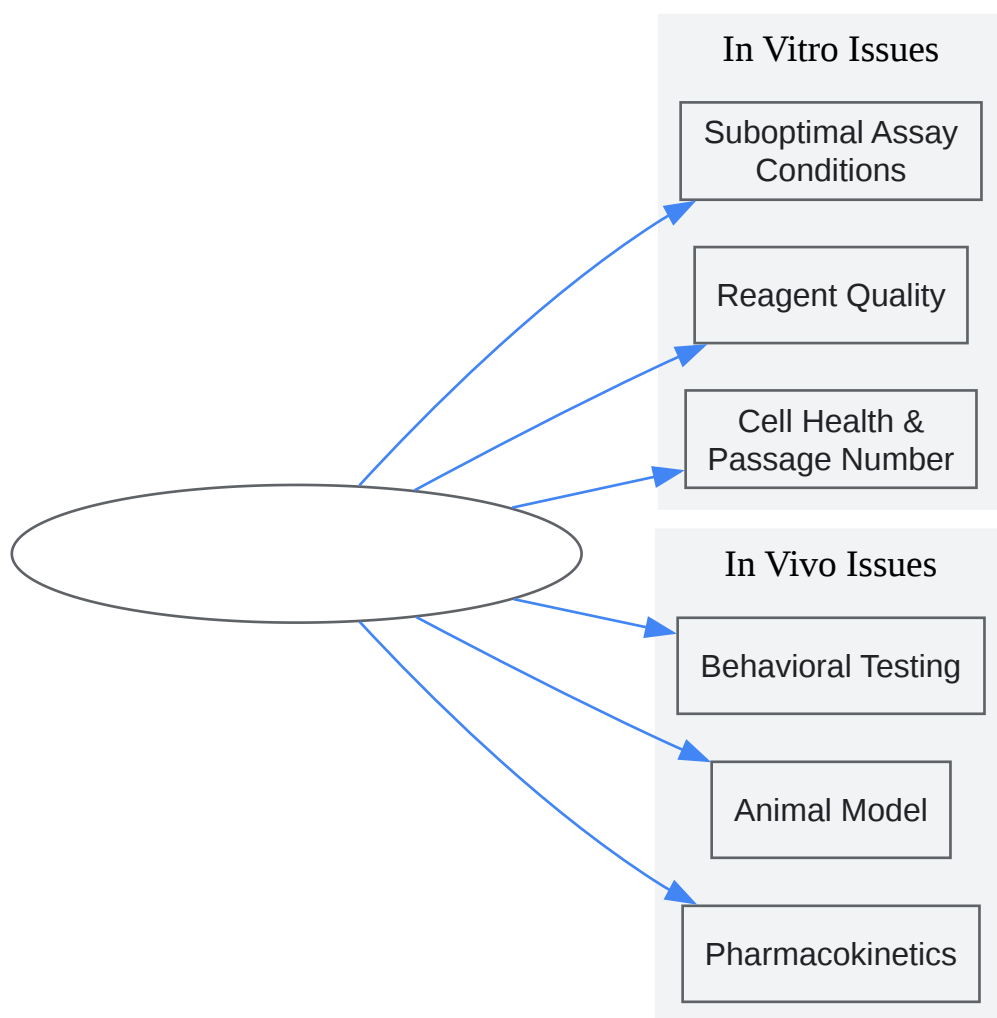 In Vitro Issues
Suboptimal Assay
Conditions
Reagent Quality
Cell Health &
Passage Number
In Vivo Issues
Behavioral Testing
Animal Model
Pharmacokinetics